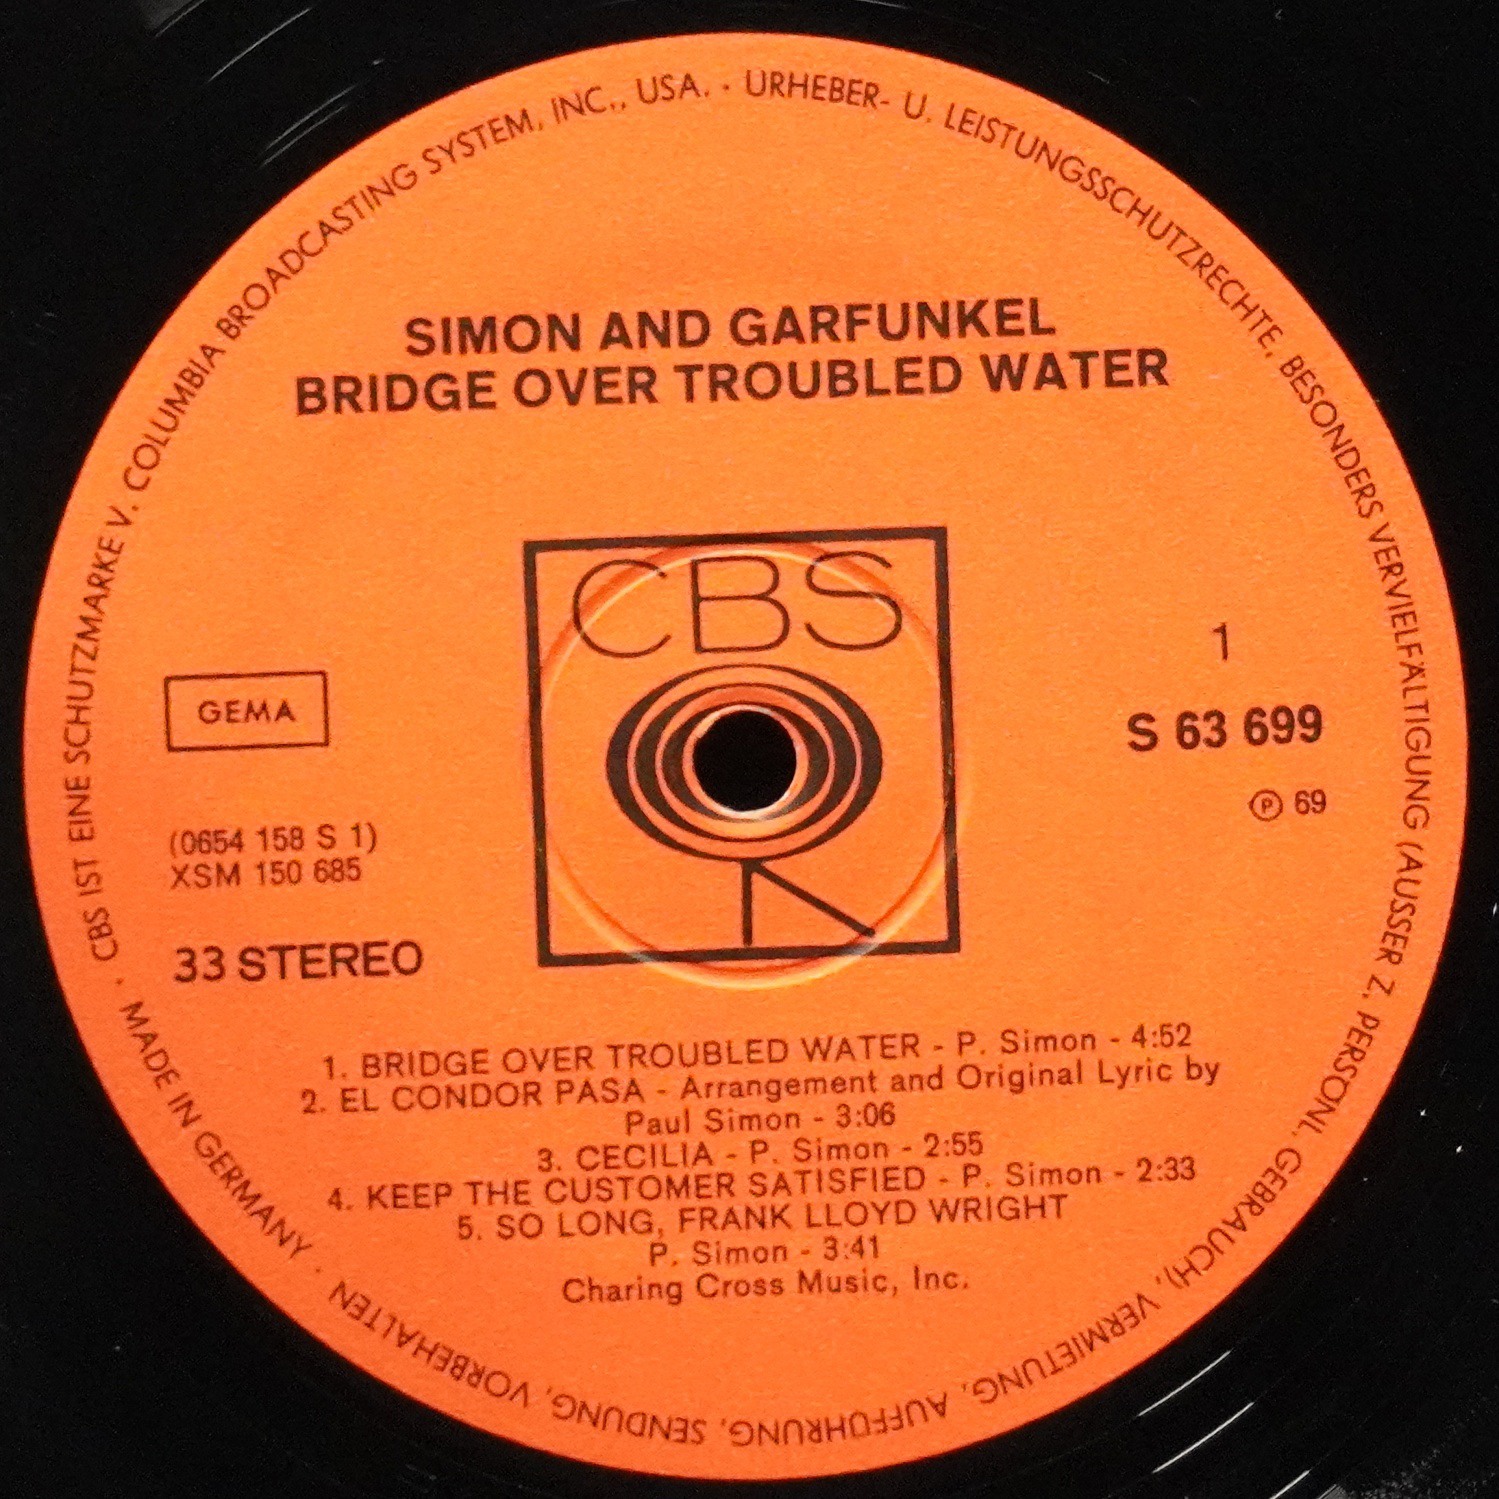 CBS IST EINE SCHUTZMARKE V. COLUMBIA BROADCASTING SYSTEM, INC., USA. · URHEBER- U. LEISTUNGSSCHUTZRECHTE, BESONDERS VERVIELFÄLTIGUNG (AUSSER Z. PERSÖNL. GEBRAUCH), VERMIETUNG, AUFFÜHRUNG, SENDUNG, VORBEHALTEN · MADE IN GERMANY ·
SIMON AND GARFUNKEL
BRIDGE OVER TROUBLED WATER
CBS
GEMA
1
S 63 699
℗ 69
(0654 158 S 1)
XSM 150 685
33 STEREO
1. BRIDGE OVER TROUBLED WATER - P. Simon - 4:52
2. EL CONDOR PASA - Arrangement and Original Lyric by
Paul Simon - 3:06
3. CECILIA - P. Simon - 2:55
4. KEEP THE CUSTOMER SATISFIED - P. Simon - 2:33
5. SO LONG, FRANK LLOYD WRIGHT
P. Simon - 3:41
Charing Cross Music, Inc.